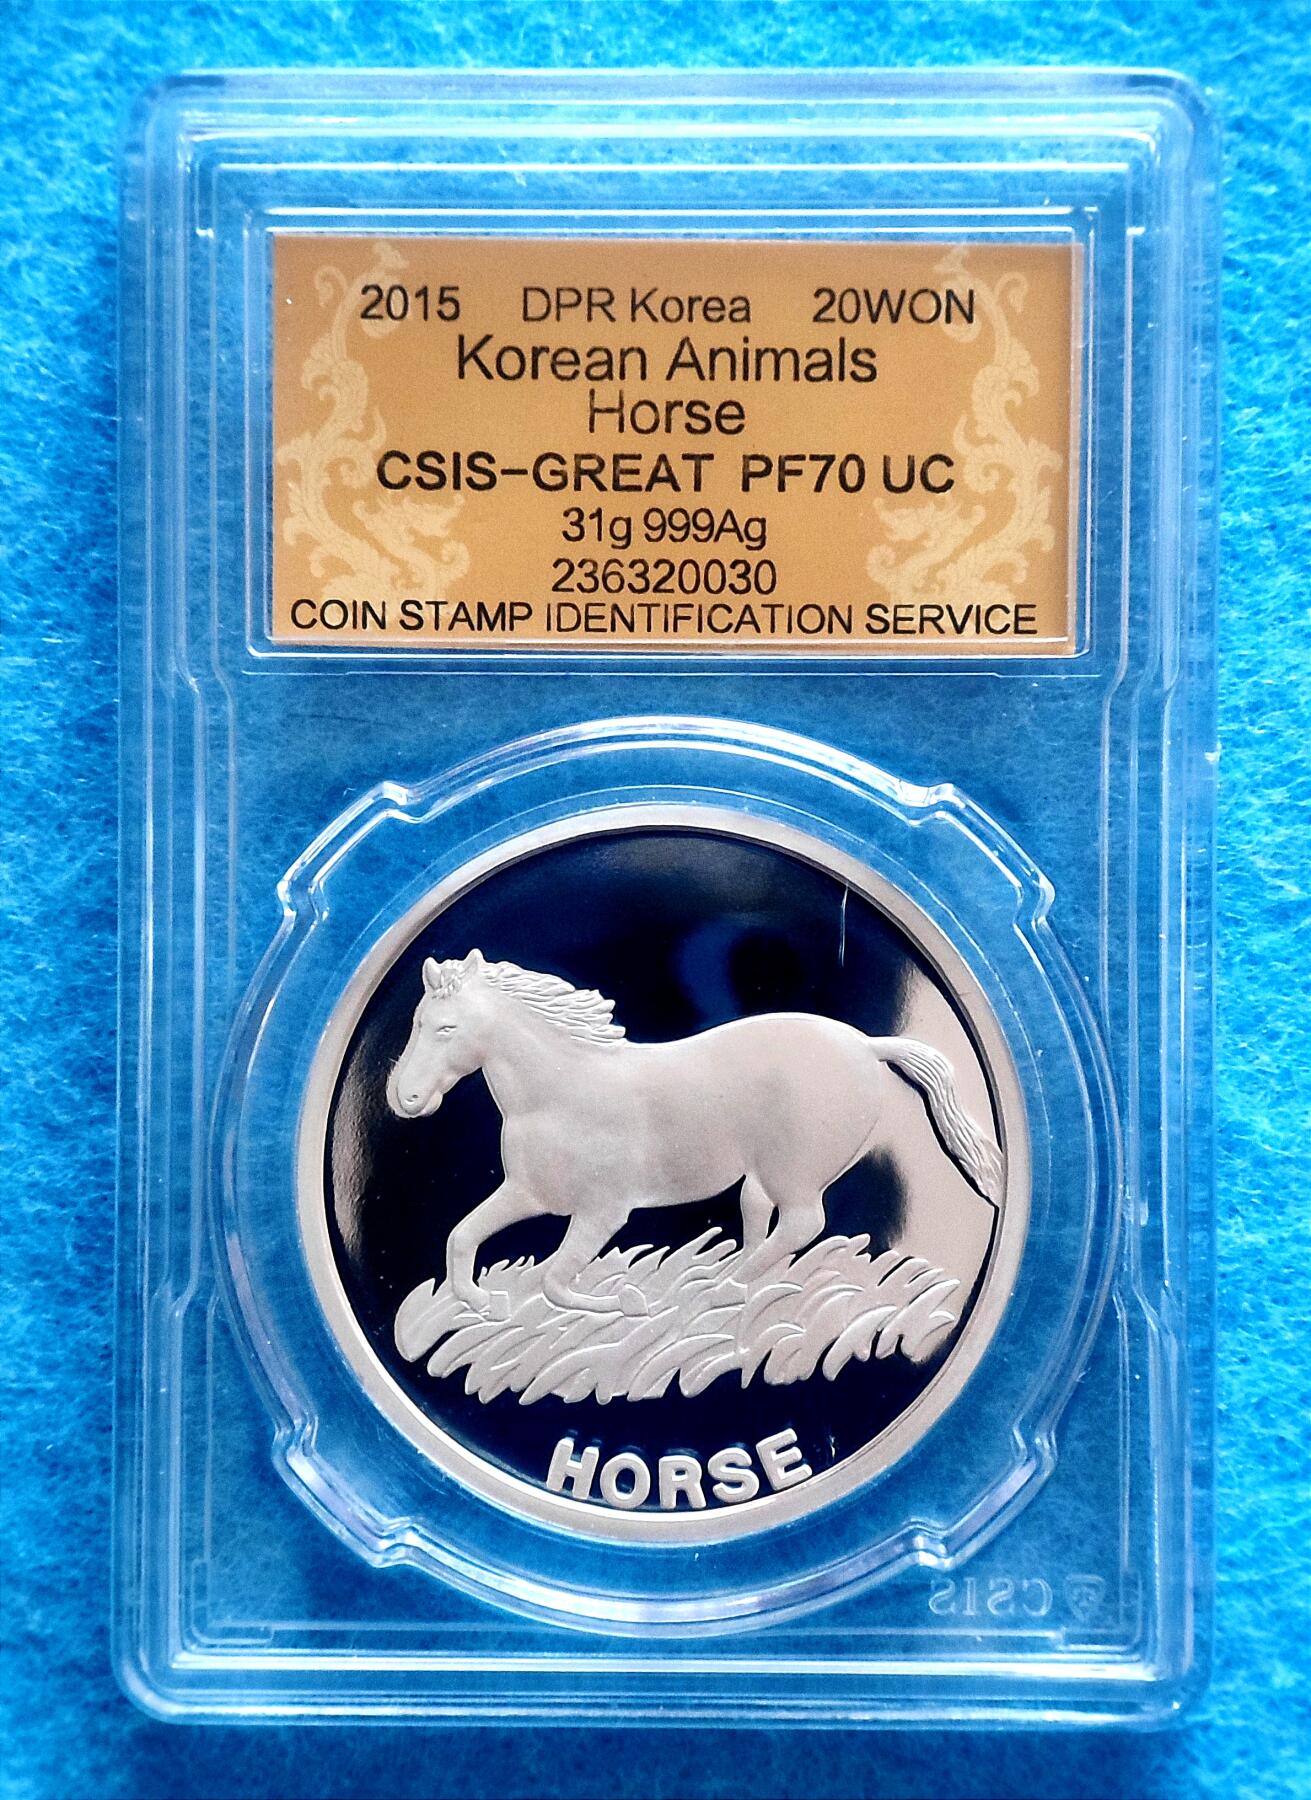 2015 DPR Korea 20WON
Korean Animals
Horse
CSIS-GREAT PF70 UC
31g 999Ag
236320030
COIN STAMP IDENTIFICATION SERVICE
HORSE
CSIS